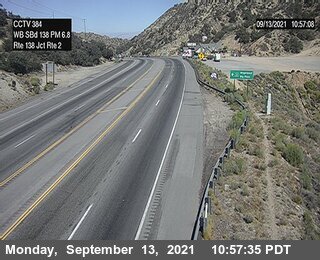 CCTV 384
WB SBd 138 PM 6.8
Rte 138 Jct Rte 2
09/13/2021 10:57:08
Monday, September 13, 2021 10:57:35 PDT